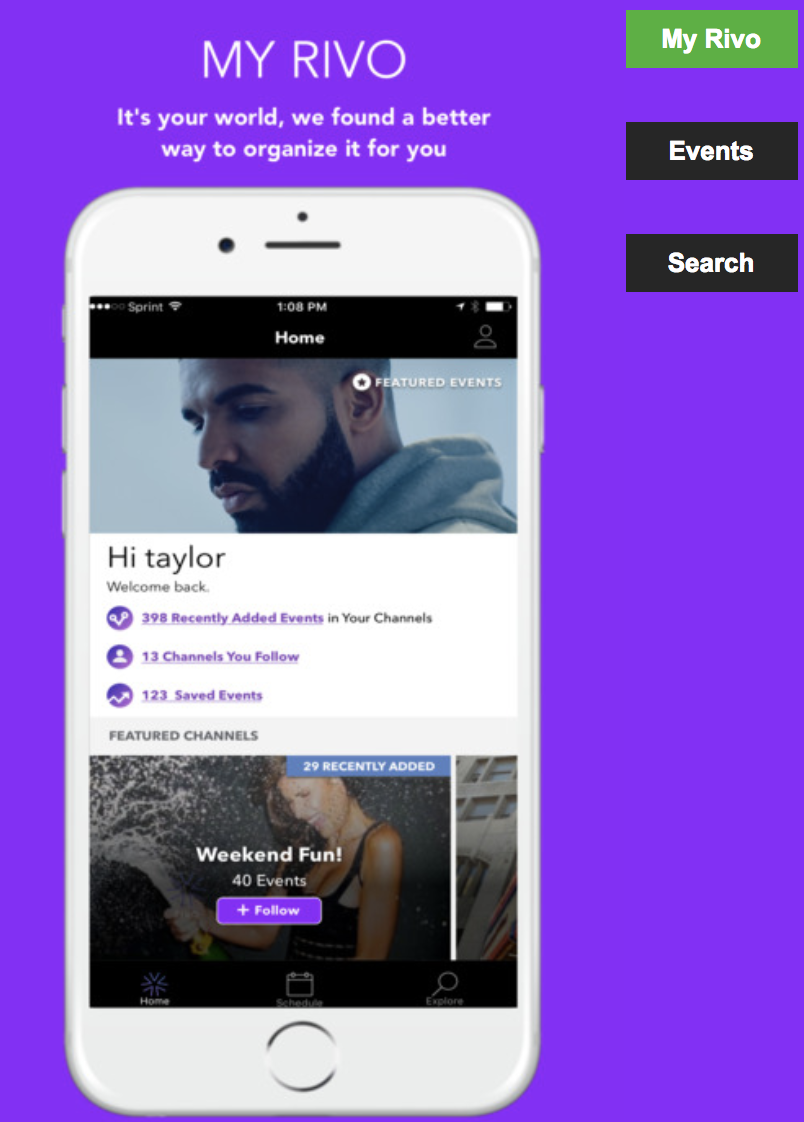 MY RIVO
It's your world, we found a better
way to organize it for you
My Rivo
Events
Search
Sprint 1:08 PM
Home
FEATURED EVENTS
Hi taylor
Welcome back.
398 Recently Added Events in Your Channels
13 Channels You Follow
123 Saved Events
FEATURED CHANNELS
29 RECENTLY ADDED
Weekend Fun!
40 Events
+ Follow
Home Schedule Explore